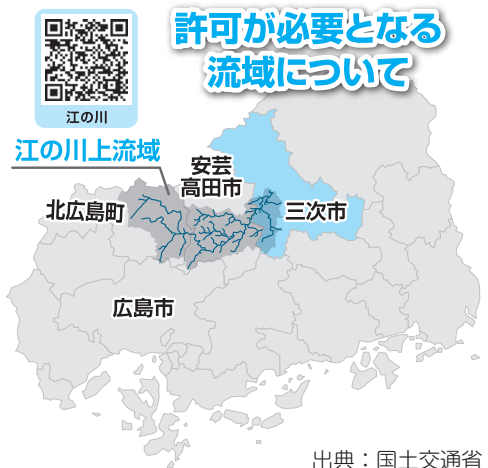 許可が必要となる
流域について
江の川
江の川上流域
安芸
高田市
北広島町
三次市
広島市
出典：国土交通省